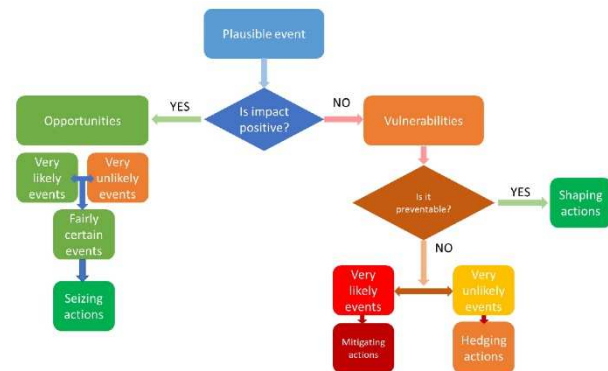 Plausible event
Is impact
positive?
YES
NO
Opportunities
Vulnerabilities
Very
likely
events
Very
unlikely
events
Is it
preventable?
YES
Shaping
actions
Fairly
certain
events
NO
Seizing
actions
Very
likely
events
Very
unlikely
events
Mitigating
actions
Hedging
actions